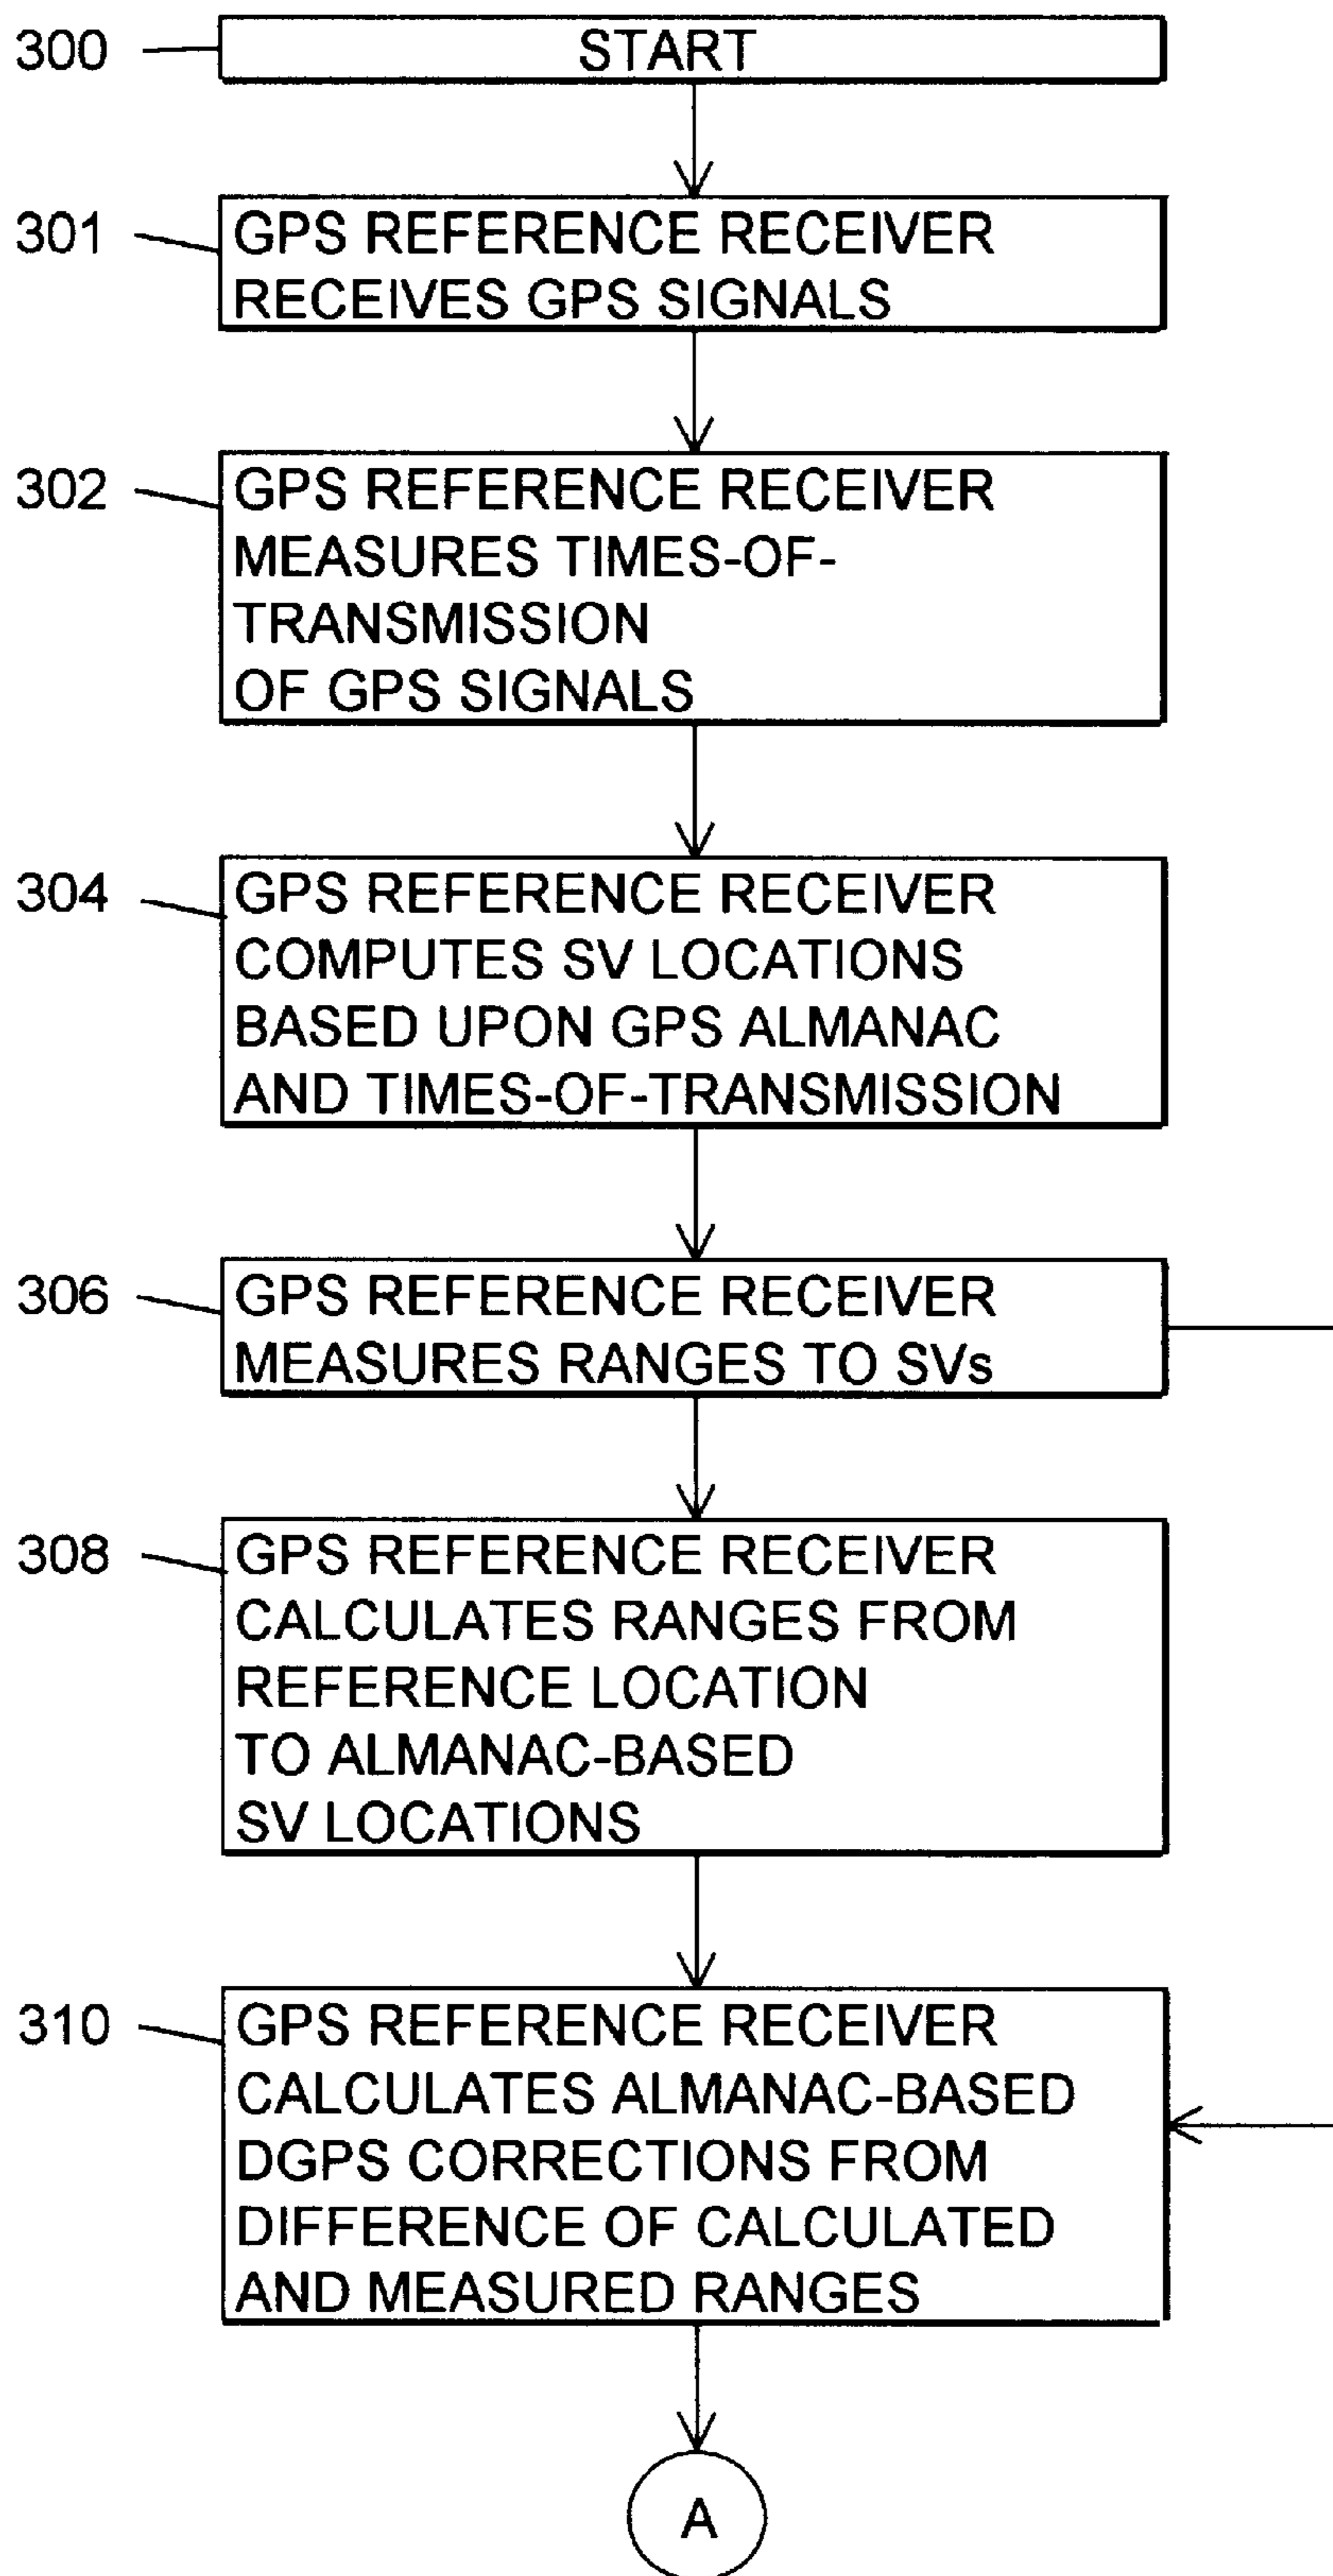 300
START
301
GPS REFERENCE RECEIVER
RECEIVES GPS SIGNALS
302
GPS REFERENCE RECEIVER
MEASURES TIMES-OF-
TRANSMISSION
OF GPS SIGNALS
304
GPS REFERENCE RECEIVER
COMPUTES SV LOCATIONS
BASED UPON GPS ALMANAC
AND TIMES-OF-TRANSMISSION
306
GPS REFERENCE RECEIVER
MEASURES RANGES TO SVs
308
GPS REFERENCE RECEIVER
CALCULATES RANGES FROM
REFERENCE LOCATION
TO ALMANAC-BASED
SV LOCATIONS
310
GPS REFERENCE RECEIVER
CALCULATES ALMANAC-BASED
DGPS CORRECTIONS FROM
DIFFERENCE OF CALCULATED
AND MEASURED RANGES
A